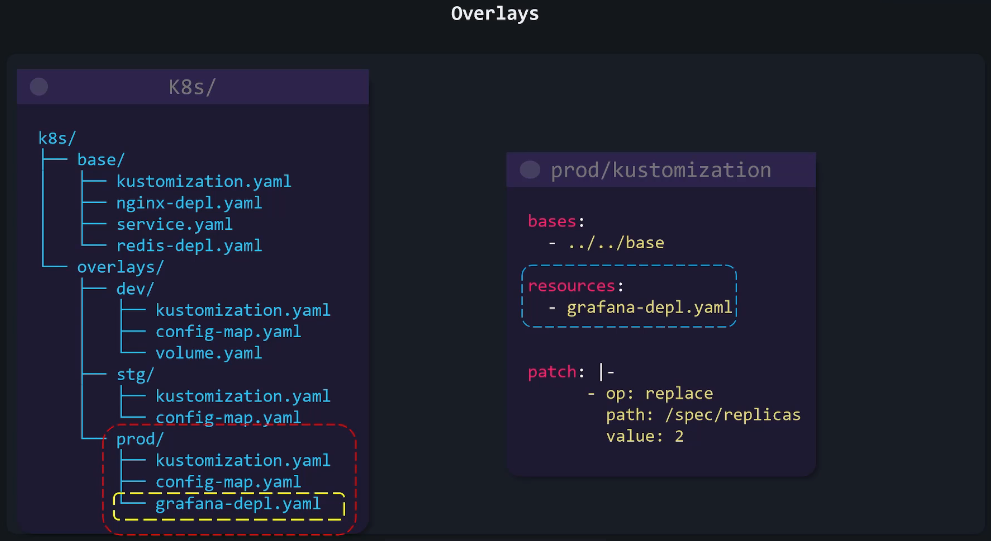 Overlays
K8s/
k8s/
base/
kustomization.yaml
nginx-depl.yaml
service.yaml
redis-depl.yaml
overlays/
dev/
kustomization.yaml
config-map.yaml
volume.yaml
stg/
kustomization.yaml
config-map.yaml
prod/
kustomization.yaml
config-map.yaml
grafana-depl.yaml
prod/kustomization
bases:
- ../../base
resources:
- grafana-depl.yaml
patch: |-
- op: replace
path: /spec/replicas
value: 2